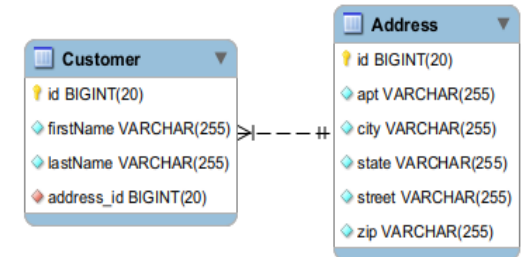 Customer
id BIGINT(20)
firstName VARCHAR(255)
lastName VARCHAR(255)
address_id BIGINT(20)
Address
id BIGINT(20)
apt VARCHAR(255)
city VARCHAR(255)
state VARCHAR(255)
street VARCHAR(255)
zip VARCHAR(255)